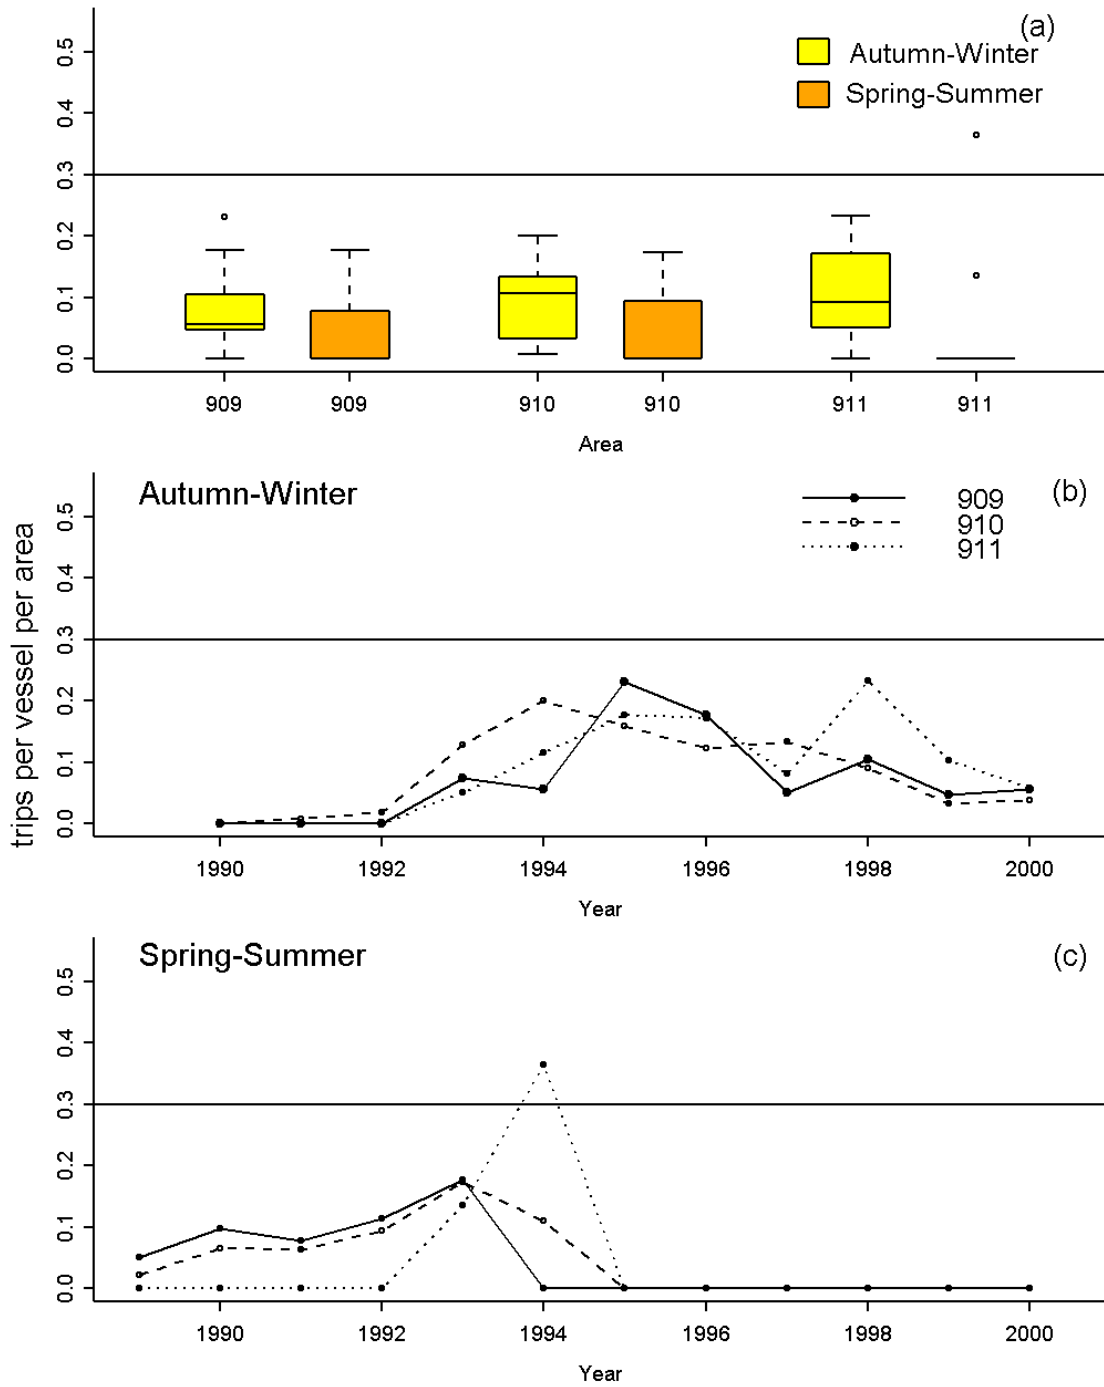 (a)
Autumn-Winter
Spring-Summer
0.0 0.1 0.2 0.3 0.4 0.5
909 909 910 910 911 911
Area
trips per vessel per area
Autumn-Winter
(b)
909
910
911
0.0 0.1 0.2 0.3 0.4 0.5
1990 1992 1994 1996 1998 2000
Year
Spring-Summer
(c)
0.0 0.1 0.2 0.3 0.4 0.5
1990 1992 1994 1996 1998 2000
Year